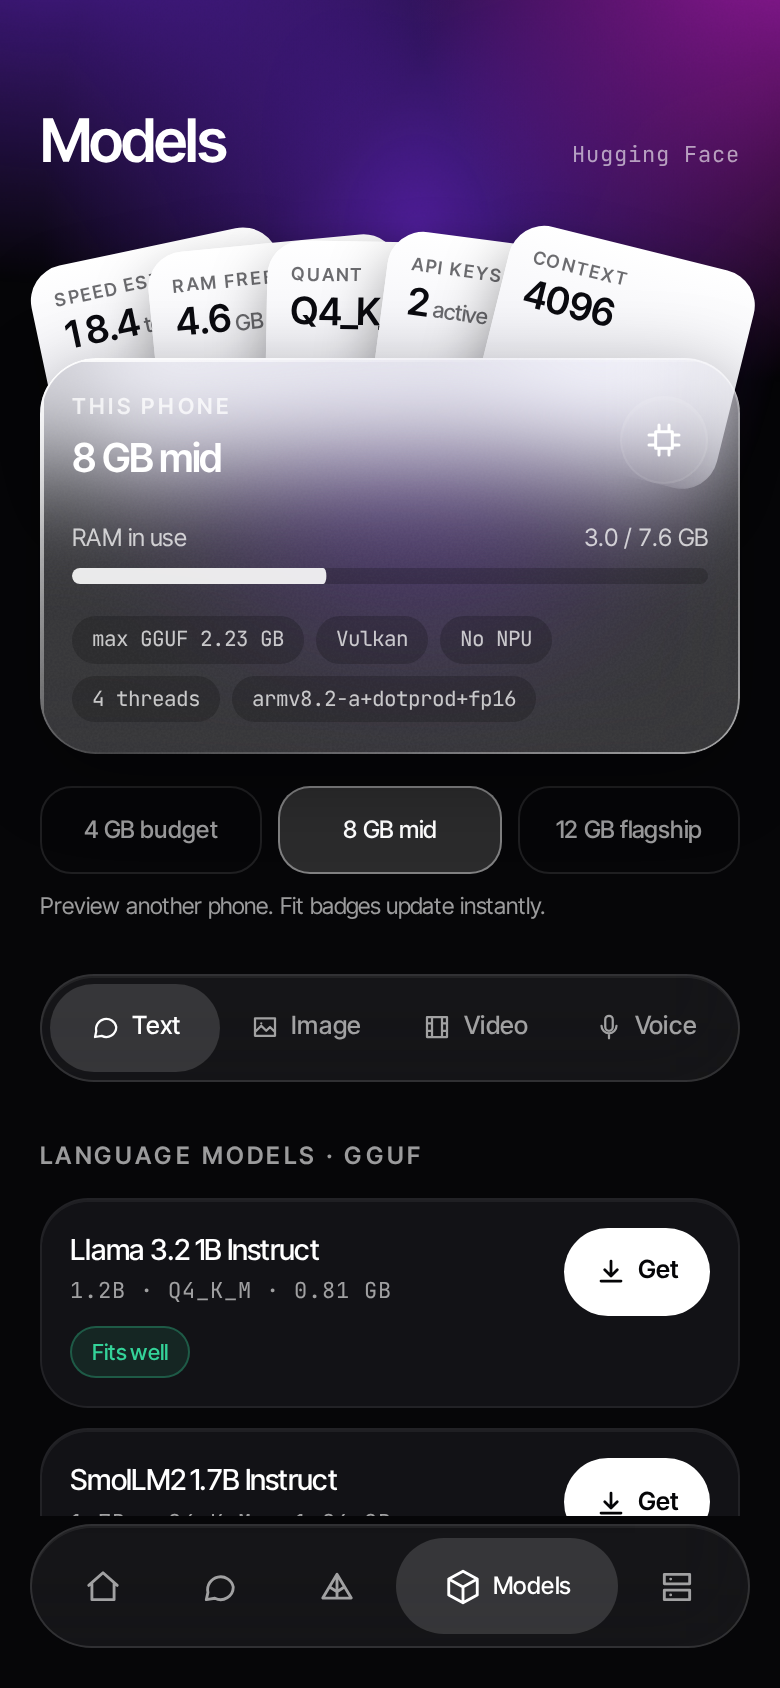 Models
Hugging Face
SPEED
18.4
RAM FREE
4.6 GB
QUANT
Q4_K
API KEYS
2 active
CONTEXT
4096
THIS PHONE
8 GB mid
RAM in use
3.0 / 7.6 GB
max GGUF 2.23 GB
Vulkan
No NPU
4 threads
armv8.2-a+dotprod+fp16
4 GB budget
8 GB mid
12 GB flagship
Preview another phone. Fit badges update instantly.
Text
Image
Video
Voice
LANGUAGE MODELS · GGUF
Llama 3.2 1B Instruct
Get
1.2B · Q4_K_M · 0.81 GB
Fits well
SmolLM2 1.7B Instruct
Get
Models